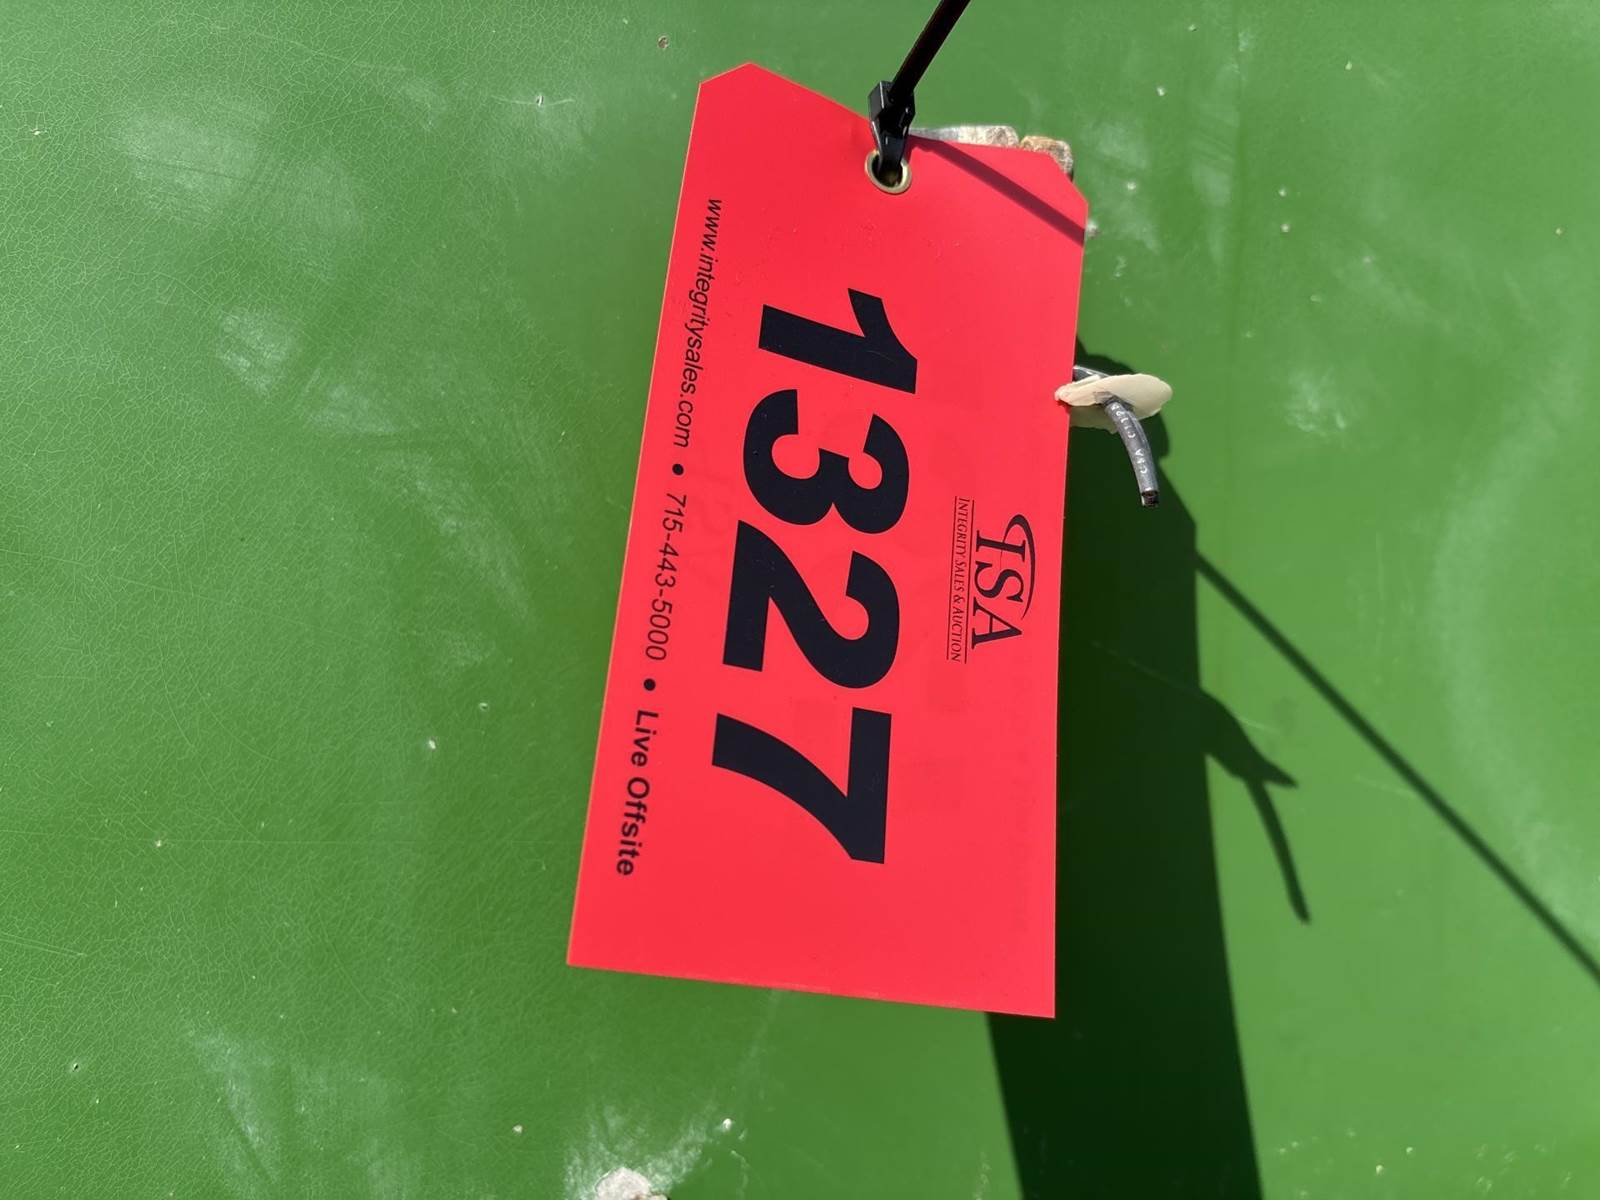 ISA
INTEGRITY SALES & AUCTION
1327
www.integritysales.com • 715-443-5000 • Live Offsite